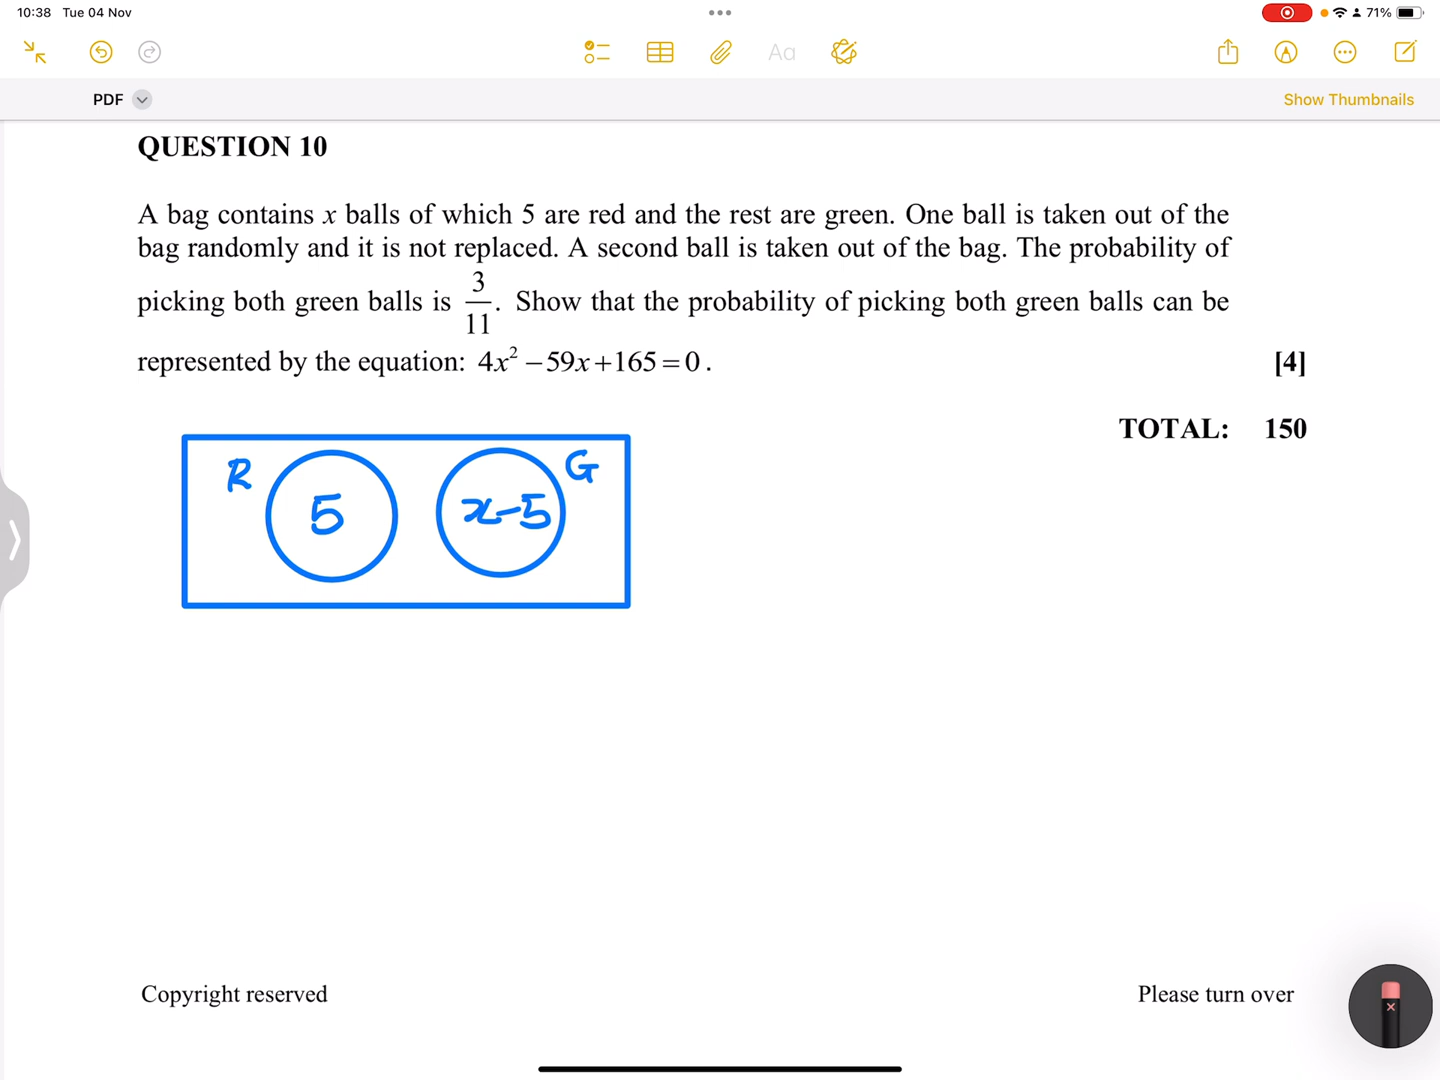 10:38 Tue 04 Nov
71%
Aa
PDF
Show Thumbnails
QUESTION 10
A bag contains x balls of which 5 are red and the rest are green. One ball is taken out of the
bag randomly and it is not replaced. A second ball is taken out of the bag. The probability of
picking both green balls is 3/11. Show that the probability of picking both green balls can be
represented by the equation: 4x² – 59x + 165 = 0. [4]
TOTAL: 150
R 5 x-5 G
Copyright reserved
Please turn over